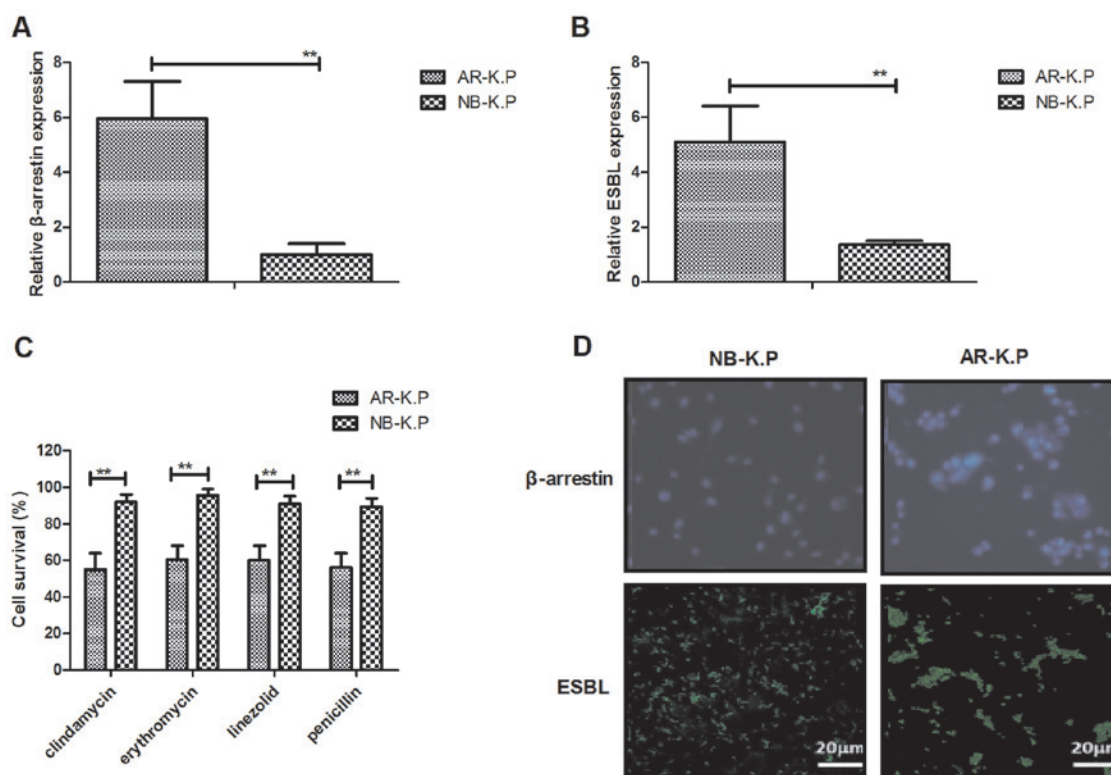 A
Relative β-arrestin expression
8
6
4
2
0
**
AR-K.P
NB-K.P
B
Relative ESBL expression
8
6
4
2
0
**
AR-K.P
NB-K.P
C
AR-K.P
NB-K.P
Cell survival (%)
120
100
80
60
40
20
0
** ** ** **
clindamycin
erythromycin
linezolid
penicillin
D
NB-K.P AR-K.P
β-arrestin
ESBL
20μm 20μm